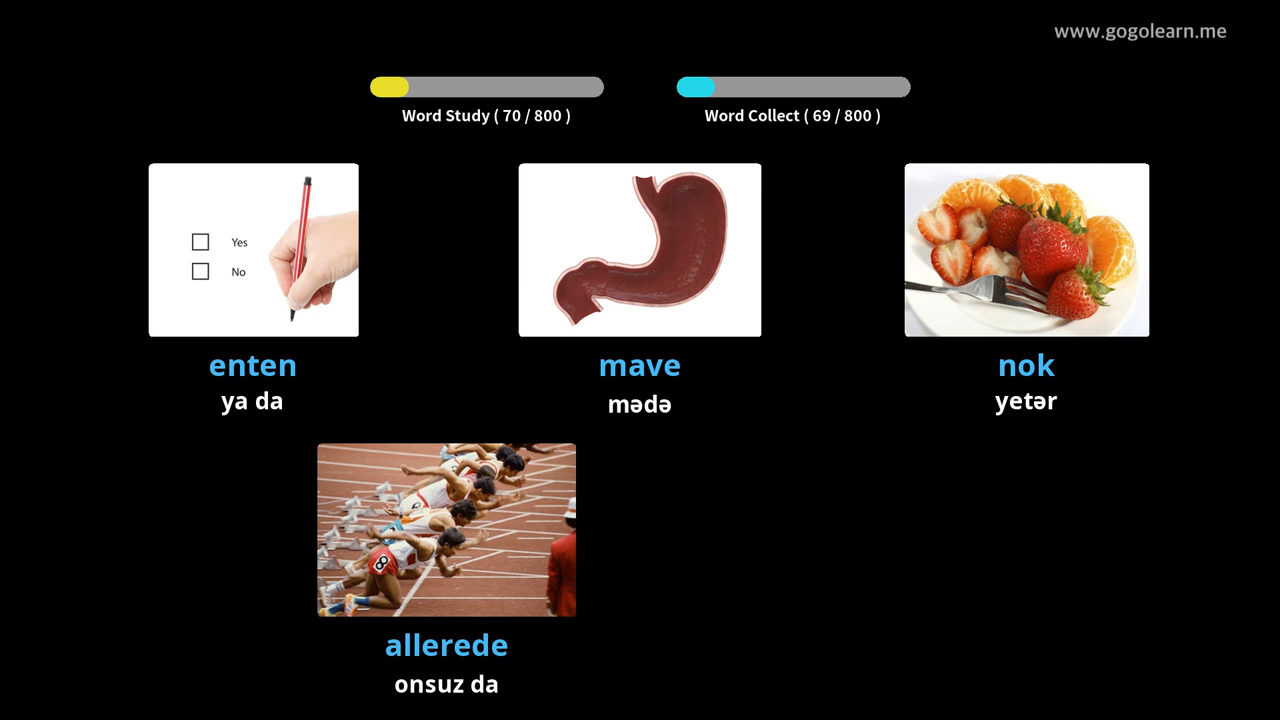 www.gogolearn.me
Word Study ( 70 / 800 )
Word Collect ( 69 / 800 )
Yes
No
enten
ya da
mave
mədə
nok
yetər
8
allerede
onsuz da